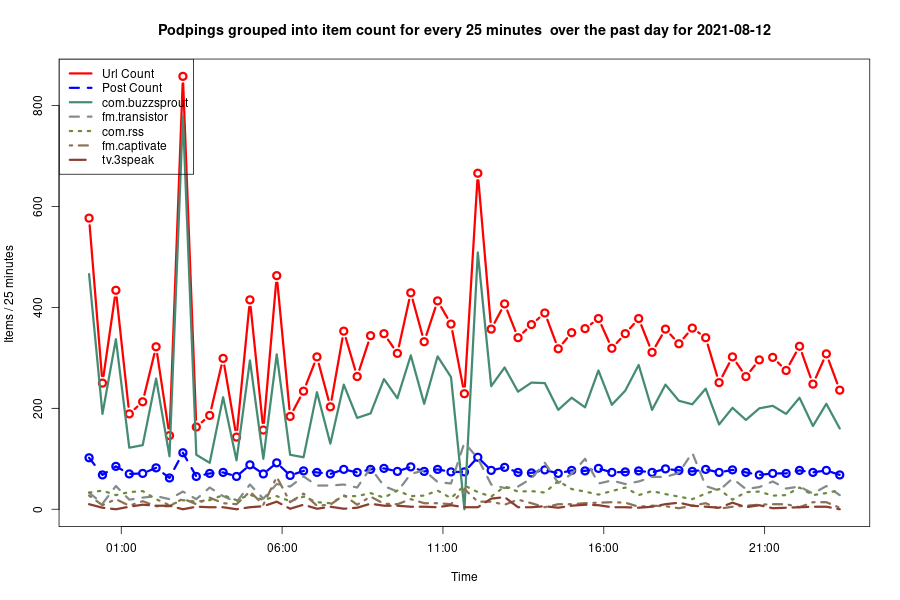 Podpings grouped into item count for every 25 minutes  over the past day for 2021-08-12
Url Count
Post Count
com.buzzsprout
fm.transistor
com.rss
fm.captivate
tv.3speak
Items / 25 minutes
800
600
400
200
0
01:00 06:00 11:00 16:00 21:00
Time